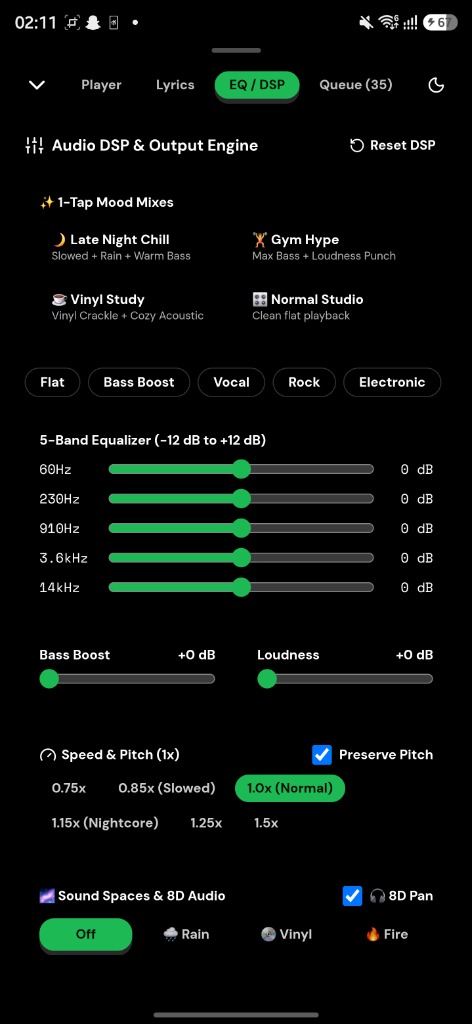 02:11 67
Player Lyrics EQ / DSP Queue (35)
Audio DSP & Output Engine Reset DSP
✨ 1-Tap Mood Mixes
🌙 Late Night Chill 🏋️ Gym Hype
Slowed + Rain + Warm Bass Max Bass + Loudness Punch
☕ Vinyl Study 🎛️ Normal Studio
Vinyl Crackle + Cozy Acoustic Clean flat playback
Flat Bass Boost Vocal Rock Electronic
5-Band Equalizer (-12 dB to +12 dB)
60Hz 0 dB
230Hz 0 dB
910Hz 0 dB
3.6kHz 0 dB
14kHz 0 dB
Bass Boost +0 dB Loudness +0 dB
Speed & Pitch (1x) Preserve Pitch
0.75x 0.85x (Slowed) 1.0x (Normal)
1.15x (Nightcore) 1.25x 1.5x
🌌 Sound Spaces & 8D Audio 🎧 8D Pan
Off 🌧️ Rain 💿 Vinyl 🔥 Fire